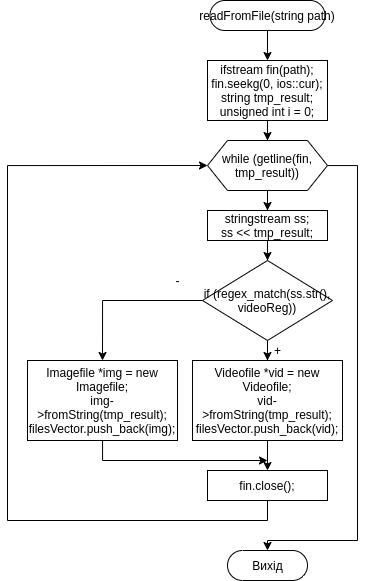 readFromFile(string path)
ifstream fin(path);
fin.seekg(0, ios::cur);
string tmp_result;
unsigned int i = 0;
while (getline(fin,
tmp_result))
stringstream ss;
ss << tmp_result;
-
if (regex_match(ss.str(),
videoReg))
+
Imagefile *img = new
Imagefile;
img-
>fromString(tmp_result);
filesVector.push_back(img);
Videofile *vid = new
Videofile;
vid-
>fromString(tmp_result);
filesVector.push_back(vid);
fin.close();
Вихід